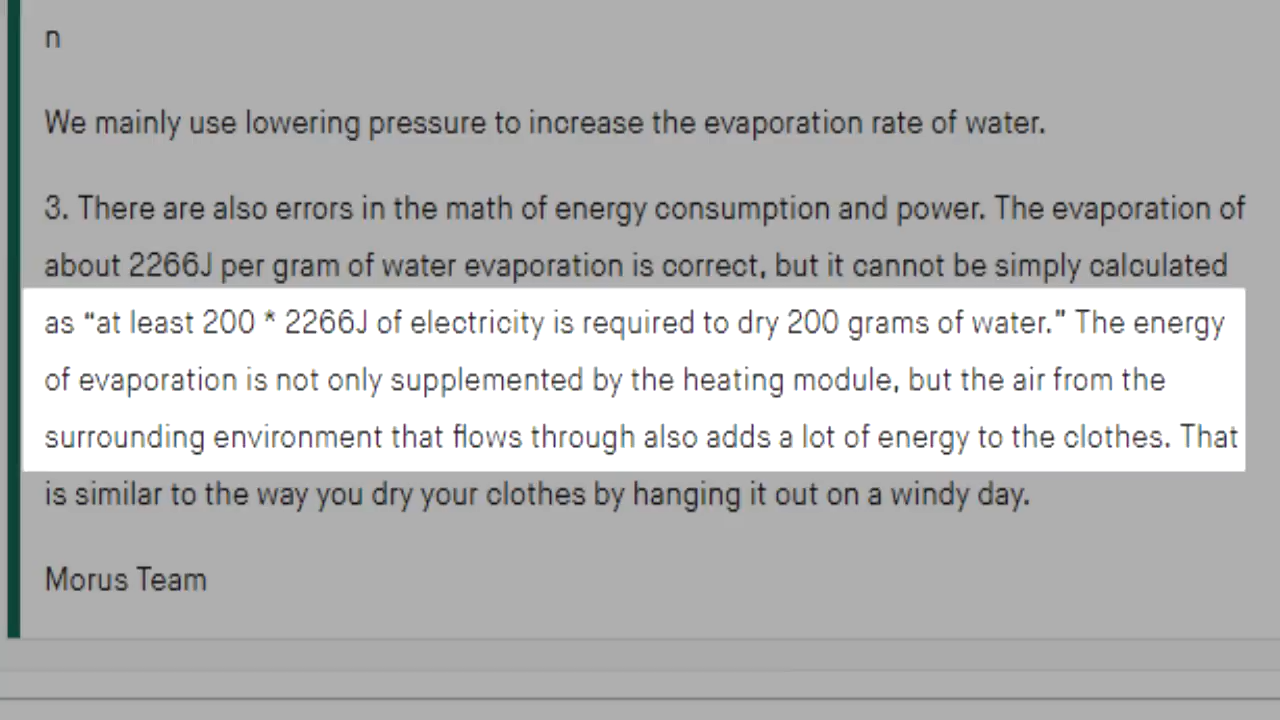 n
We mainly use lowering pressure to increase the evaporation rate of water.
3. There are also errors in the math of energy consumption and power. The evaporation of
about 2266J per gram of water evaporation is correct, but it cannot be simply calculated
as “at least 200 * 2266J of electricity is required to dry 200 grams of water.” The energy
of evaporation is not only supplemented by the heating module, but the air from the
surrounding environment that flows through also adds a lot of energy to the clothes. That
is similar to the way you dry your clothes by hanging it out on a windy day.
Morus Team